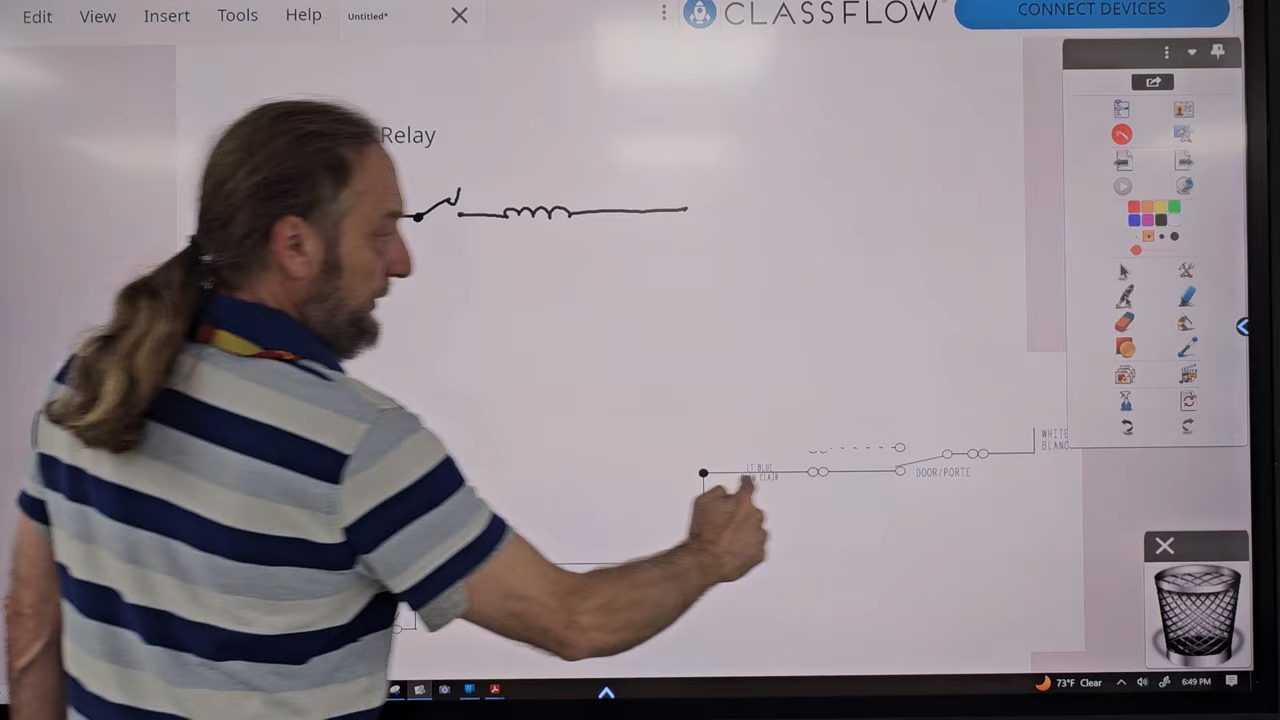 Edit View Insert Tools Help Untitled*
CLASSFLOW
CONNECT DEVICES
Relay
WHITE
BLANC
LT BLUE
CLAIR
DOOR/PORTE
73°F Clear
6:49 PM